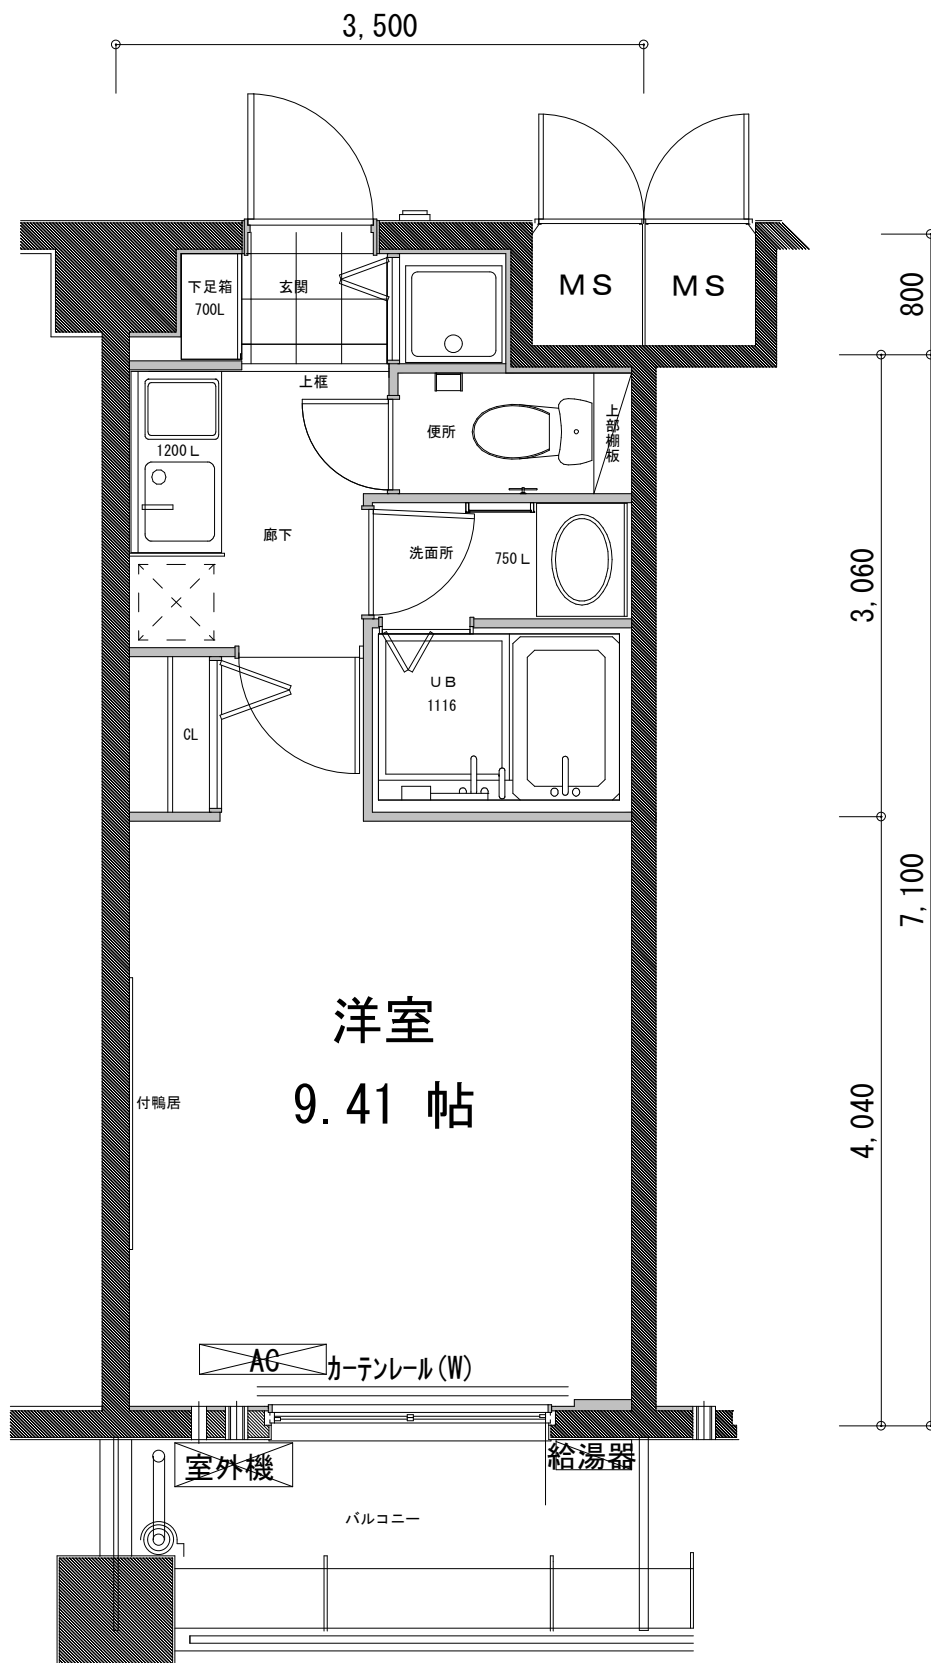 3,500
MS
MS
800
下足箱
700L
玄関
上框
1200L
便所
上部棚板
廊下
洗面所
750L
3,060
UB
1116
CL
7,100
洋室
9.41 帖
付鴨居
4,040
AC
カーテンレール(W)
室外機
給湯器
バルコニー